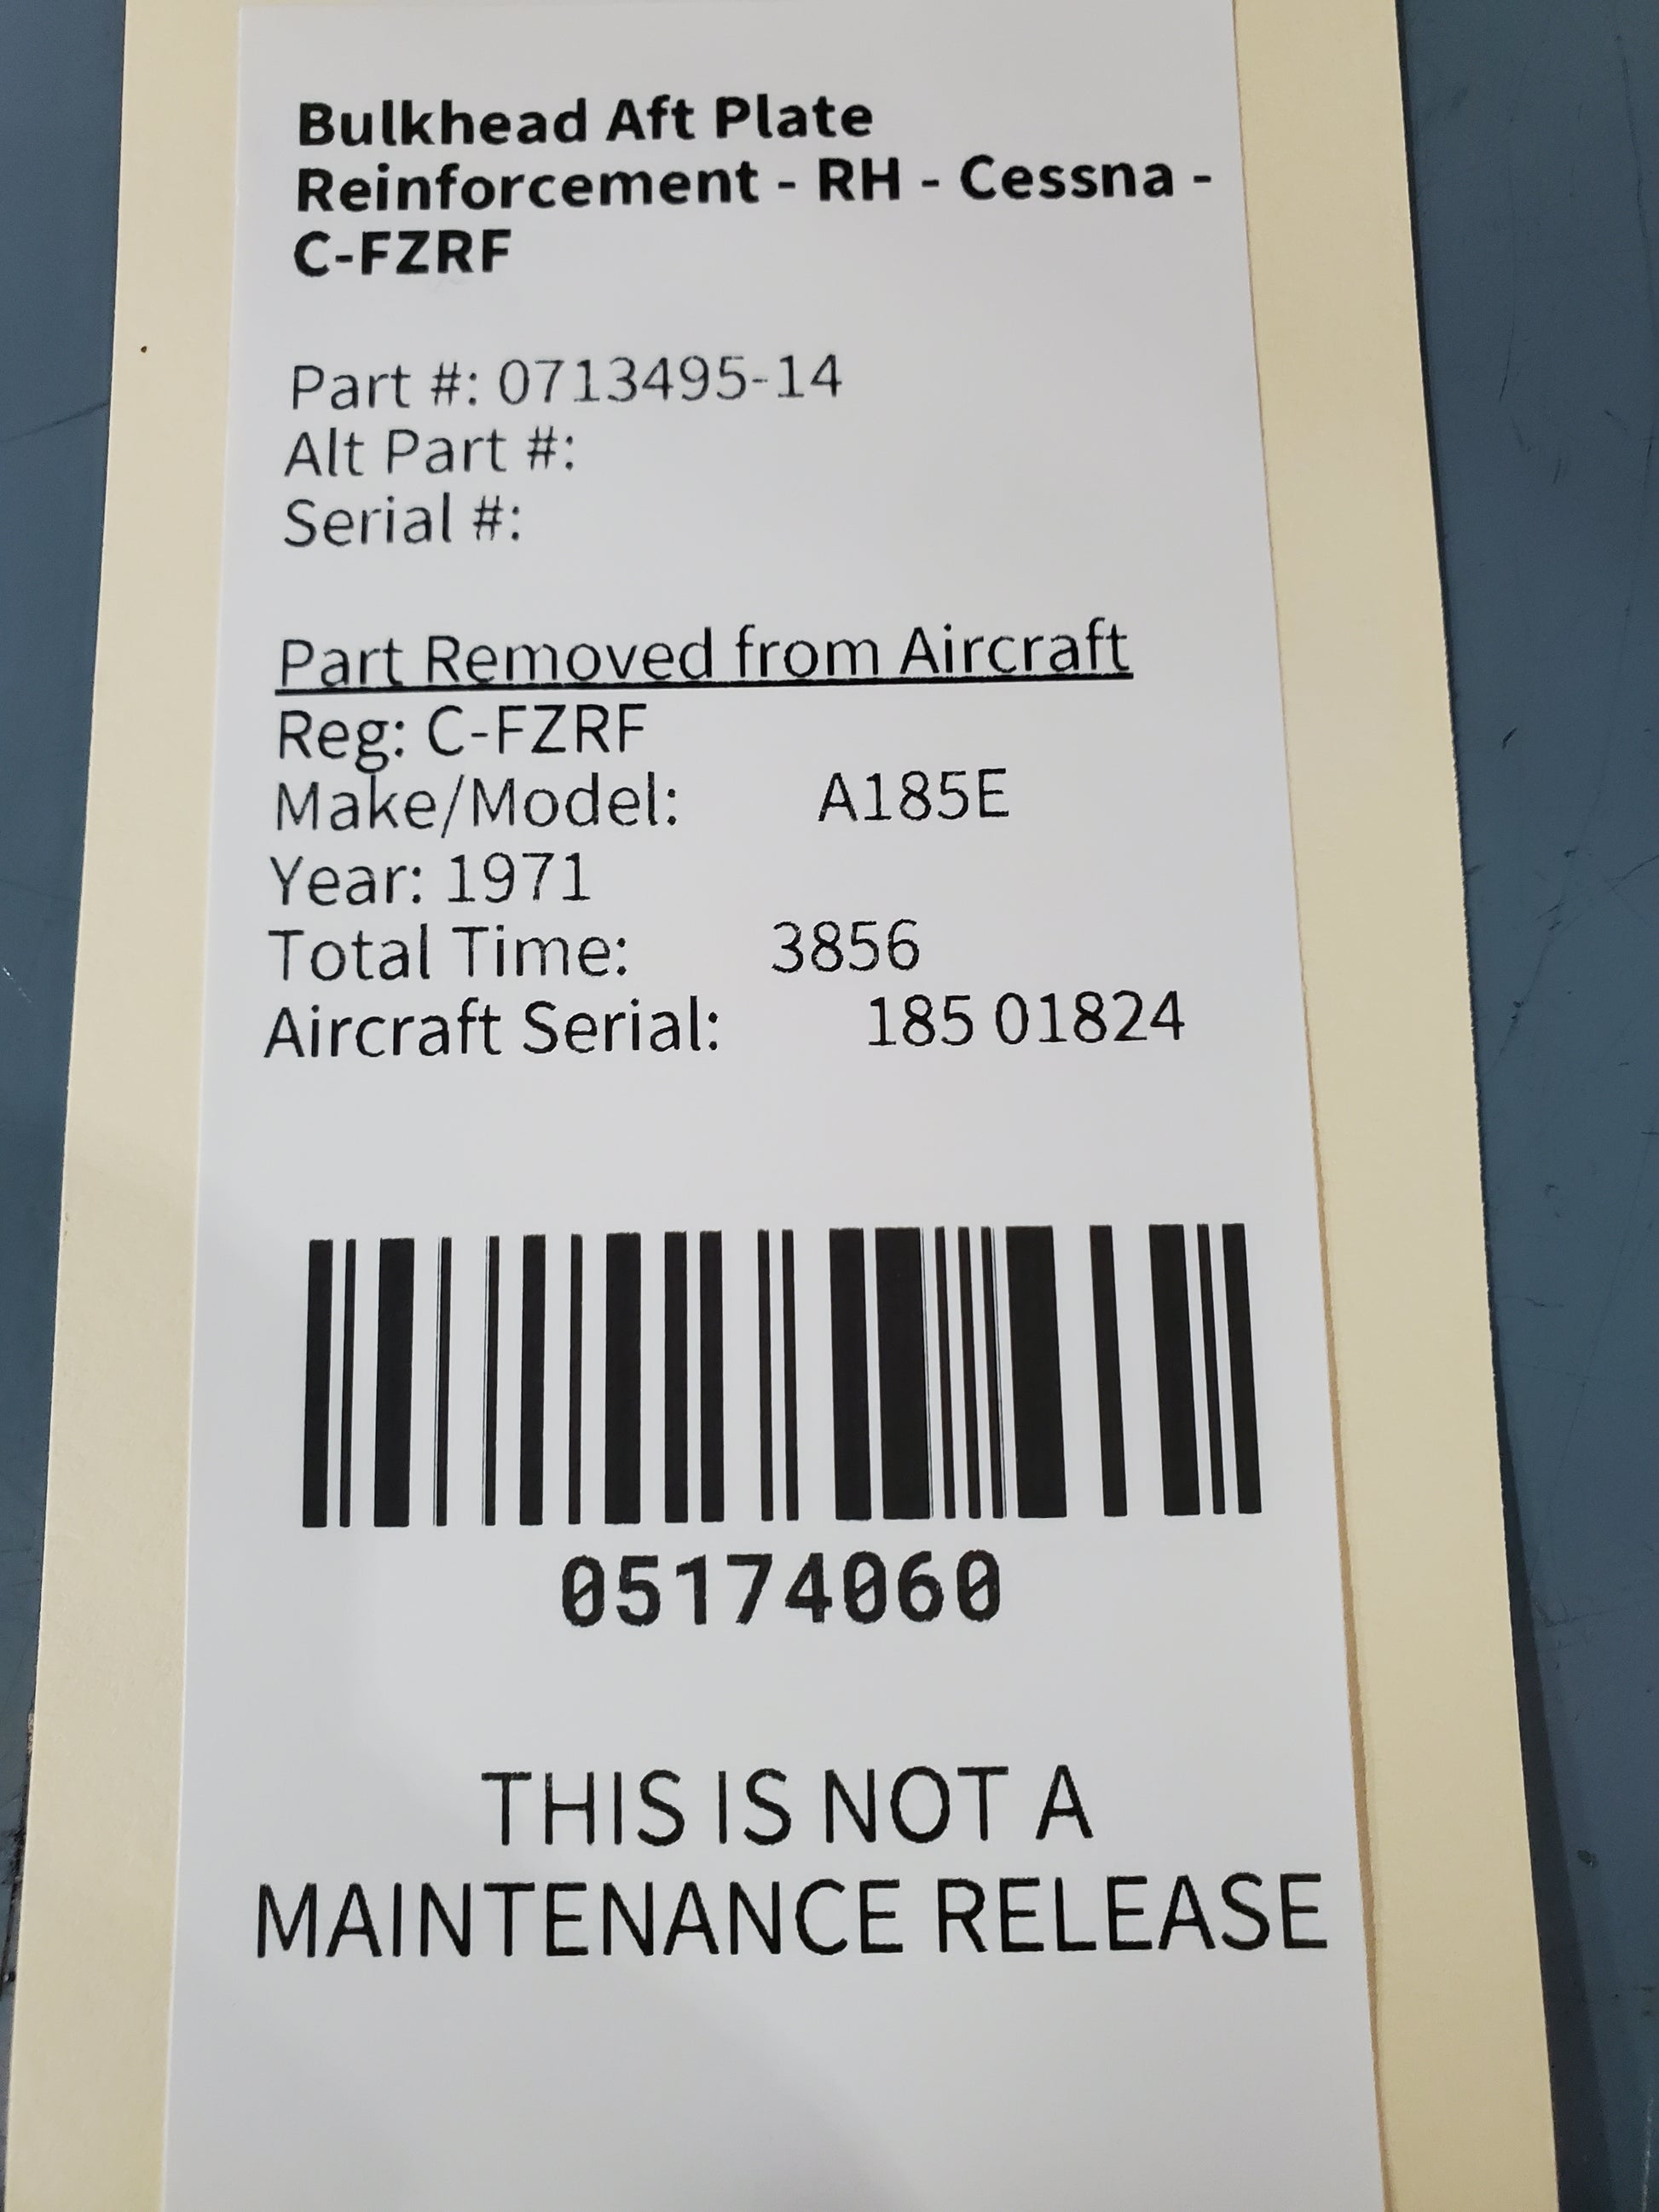 Bulkhead Aft Plate
Reinforcement - RH - Cessna -
C-FZRF
Part #: 0713495-14
Alt Part #:
Serial #:
Part Removed from Aircraft
Reg: C-FZRF
Make/Model: A185E
Year: 1971
Total Time: 3856
Aircraft Serial: 185 01824
05174060
THIS IS NOT A
MAINTENANCE RELEASE